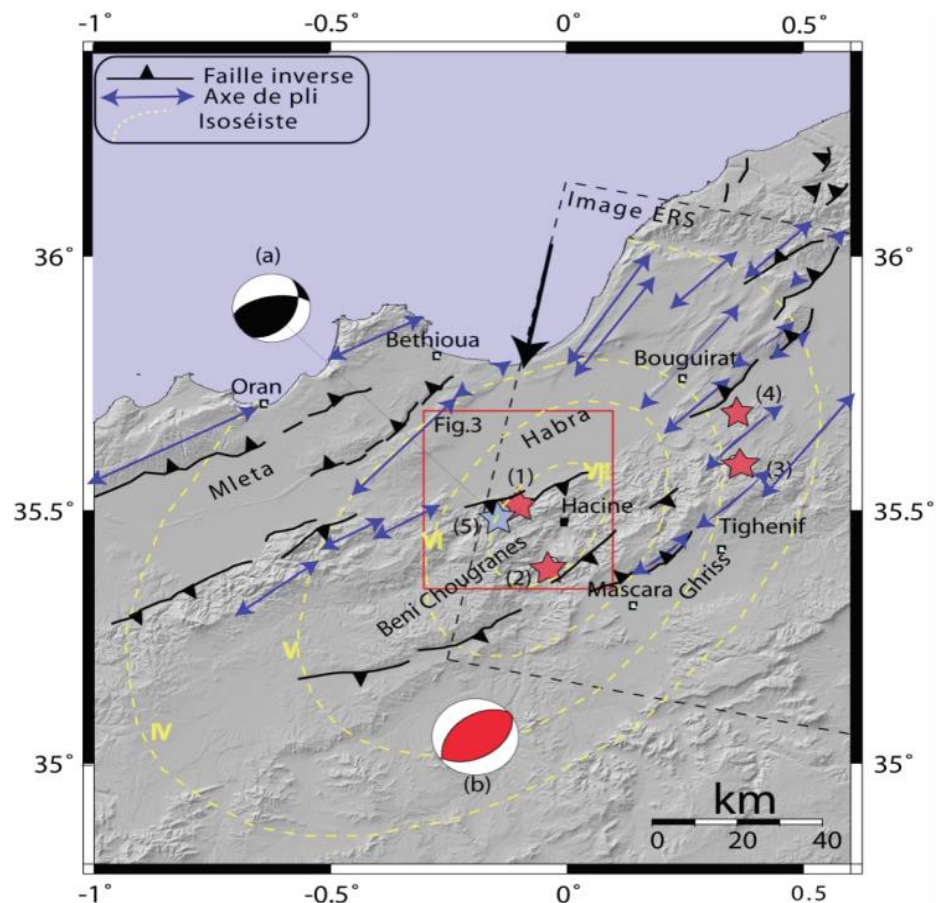 -1° -0.5° 0° 0.5°
Faille inverse
Axe de pli
Isoséiste
Image ERS
36° 36°
(a)
Bethioua
Bouguirat
Oran
(4)
Fig.3
Habra
Mleta
(3)
VII
(1)
35.5° 35.5°
Hacine
(5)
Tighenif
VI
(2)
Beni Chougranes
Mascara Ghriss
V
IV
35° 35°
(b)
km
0 20 40
-1° -0.5° 0° 0.5°